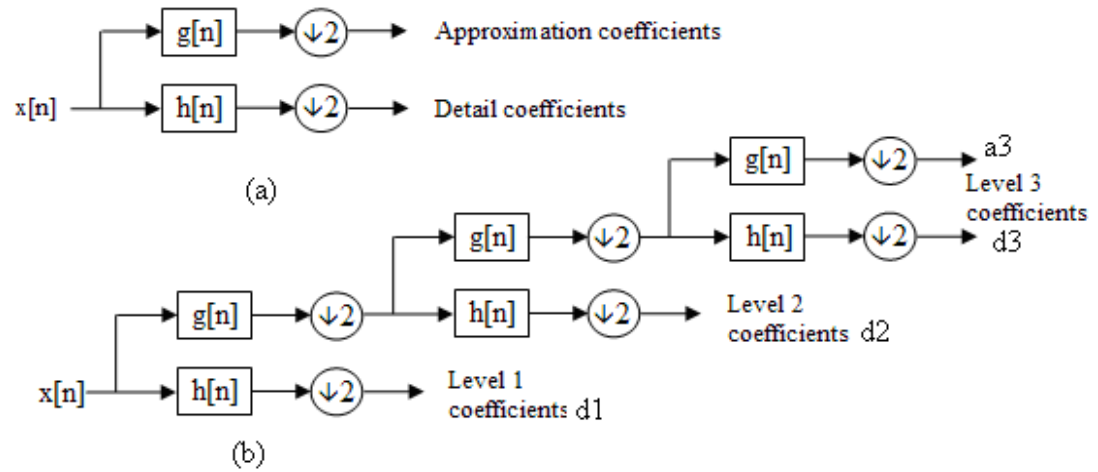 g[n] ↓2 Approximation coefficients
x[n] h[n] ↓2 Detail coefficients
(a)
g[n] ↓2 a3
Level 3
coefficients
g[n] ↓2 h[n] ↓2 d3
g[n] ↓2 h[n] ↓2 Level 2
coefficients d2
x[n] h[n] ↓2 Level 1
coefficients d1
(b)